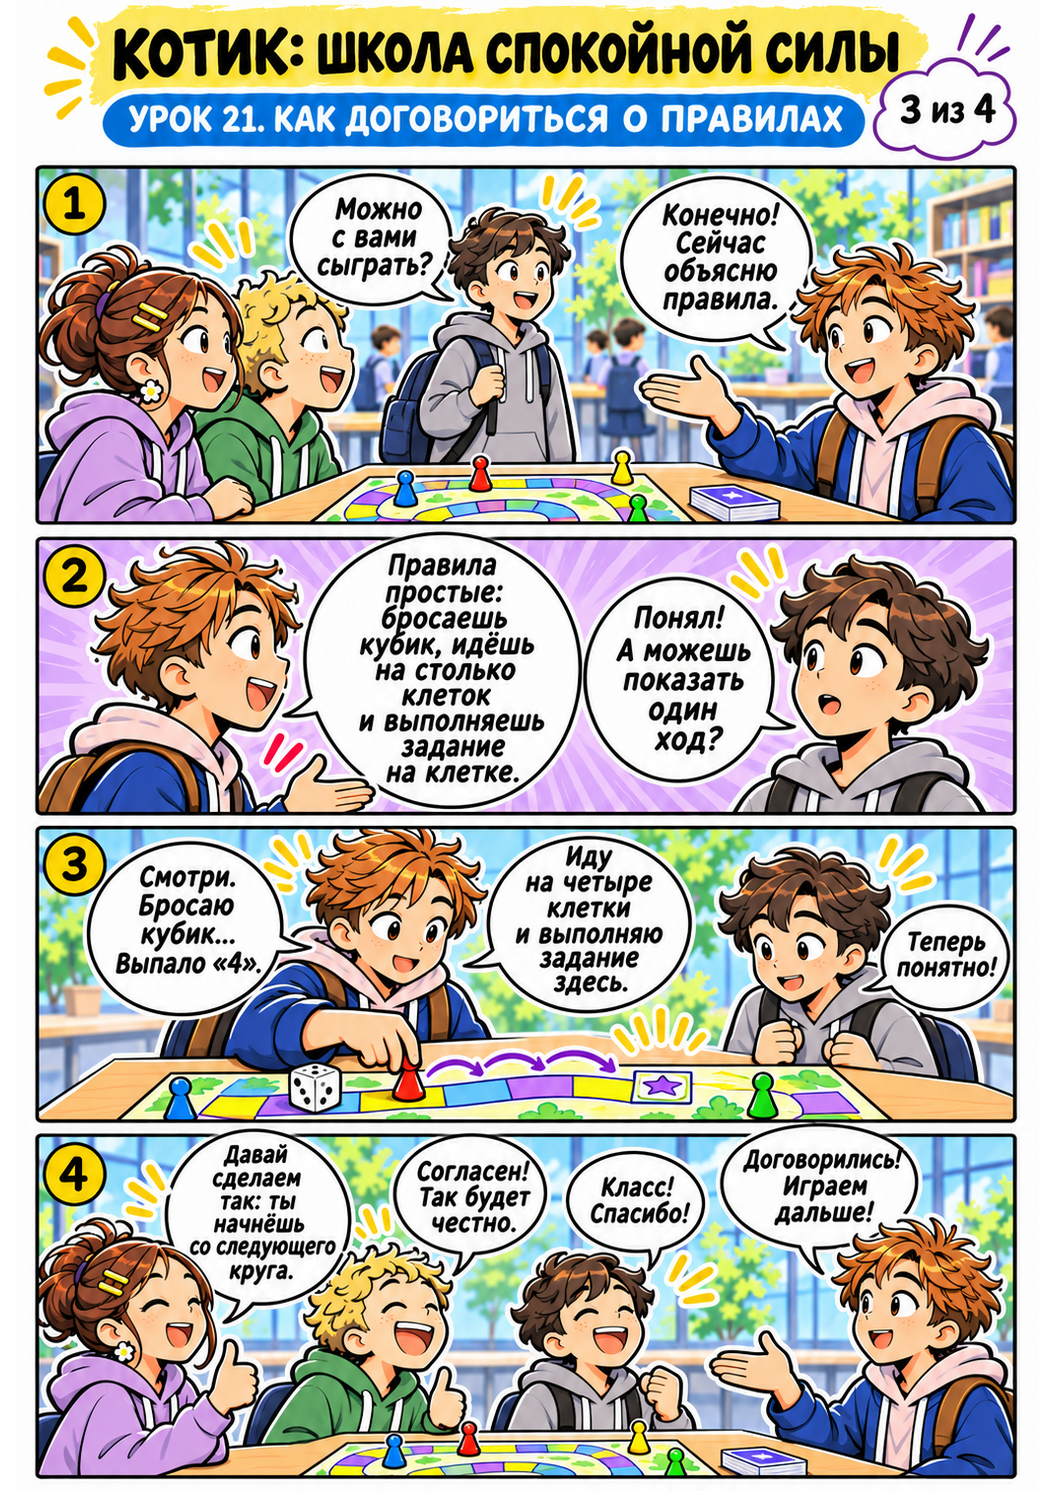 КОТИК: ШКОЛА СПОКОЙНОЙ СИЛЫ
УРОК 21. КАК ДОГОВОРИТЬСЯ О ПРАВИЛАХ
3 из 4
1
Можно
с вами
сыграть?
Конечно!
Сейчас
объясню
правила.
2
Правила
простые:
бросаешь
кубик, идёшь
на столько
клеток
и выполняешь
задание
на клетке.
Понял!
А можешь
показать
один
ход?
3
Смотри.
Бросаю
кубик...
Выпало «4».
Иду
на четыре
клетки
и выполняю
задание
здесь.
Теперь
понятно!
4
Давай
сделаем
так: ты
начнёшь
со следующего
круга.
Согласен!
Так будет
честно.
Класс!
Спасибо!
Договорились!
Играем
дальше!